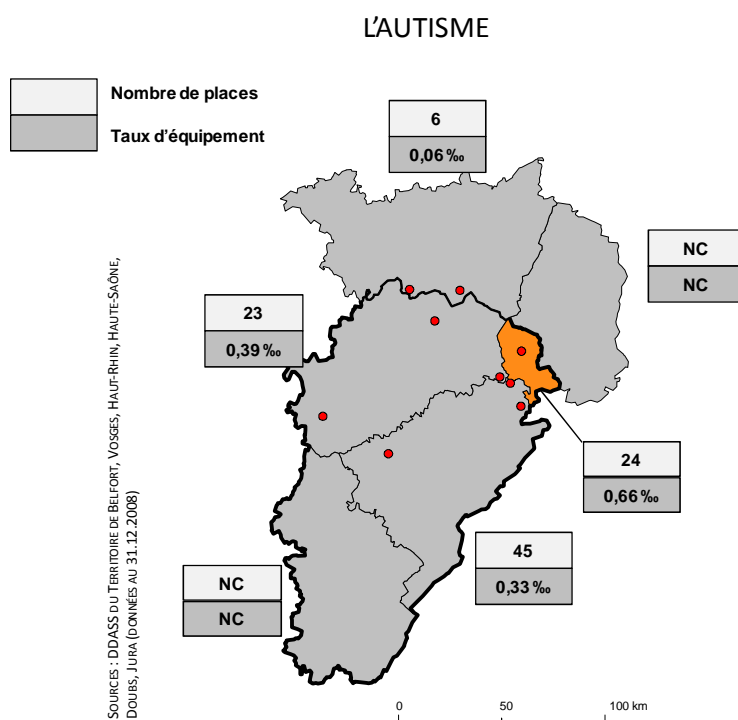 L'AUTISME
Nombre de places
Taux d'équipement
6
0,06 ‰
NC
NC
23
0,39 ‰
24
0,66 ‰
45
0,33 ‰
NC
NC
SOURCES : DDASS DU TERRITOIRE DE BELFORT, VOSGES, HAUT-RHIN, HAUTE-SAÔNE,
DOUBS, JURA (DONNÉES AU 31.12.2008)
0 50 100 km